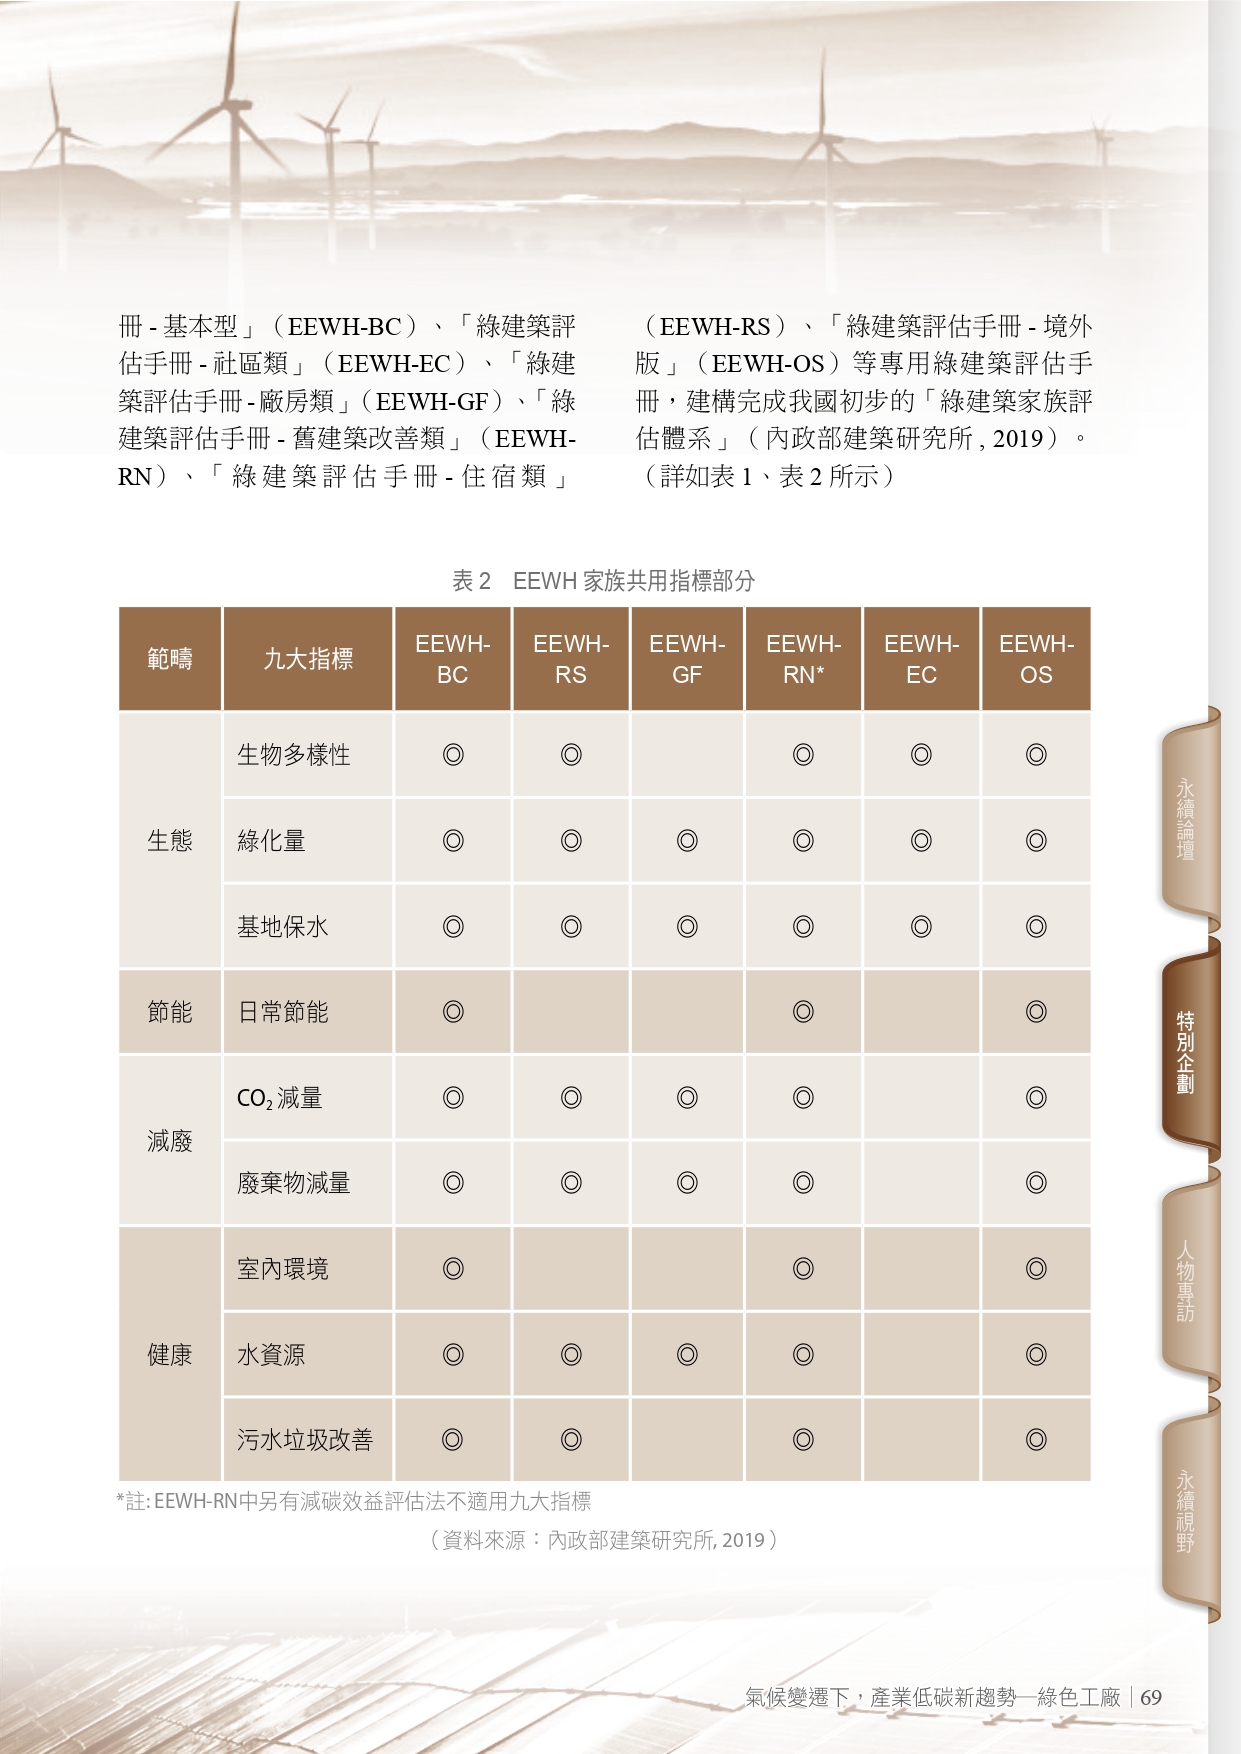 冊 - 基本型」（EEWH-BC）、「綠建築評
估手冊 - 社區類」（EEWH-EC）、「綠建
築評估手冊 - 廠房類」（EEWH-GF）、「綠
建築評估手冊 - 舊建築改善類」（EEWH-
RN）、「綠建築評估手冊 - 住宿類」
（EEWH-RS）、「綠建築評估手冊 - 境外
版」（EEWH-OS）等專用綠建築評估手
冊，建構完成我國初步的「綠建築家族評
估體系」（內政部建築研究所 , 2019）。
（詳如表 1、表 2 所示）
表 2　EEWH 家族共用指標部分
範疇 九大指標 EEWH-BC EEWH-RS EEWH-GF EEWH-RN* EEWH-EC EEWH-OS
生態 生物多樣性 ◎ ◎ ◎ ◎ ◎
綠化量 ◎ ◎ ◎ ◎ ◎ ◎
基地保水 ◎ ◎ ◎ ◎ ◎ ◎
節能 日常節能 ◎ ◎ ◎
減廢 CO₂ 減量 ◎ ◎ ◎ ◎ ◎
廢棄物減量 ◎ ◎ ◎ ◎ ◎
健康 室內環境 ◎ ◎ ◎
水資源 ◎ ◎ ◎ ◎ ◎
污水垃圾改善 ◎ ◎ ◎ ◎
*註: EEWH-RN中另有減碳效益評估法不適用九大指標
（資料來源：內政部建築研究所, 2019）
永續論壇
特別企劃
人物專訪
永續視野
氣候變遷下，產業低碳新趨勢─綠色工廠 | 69